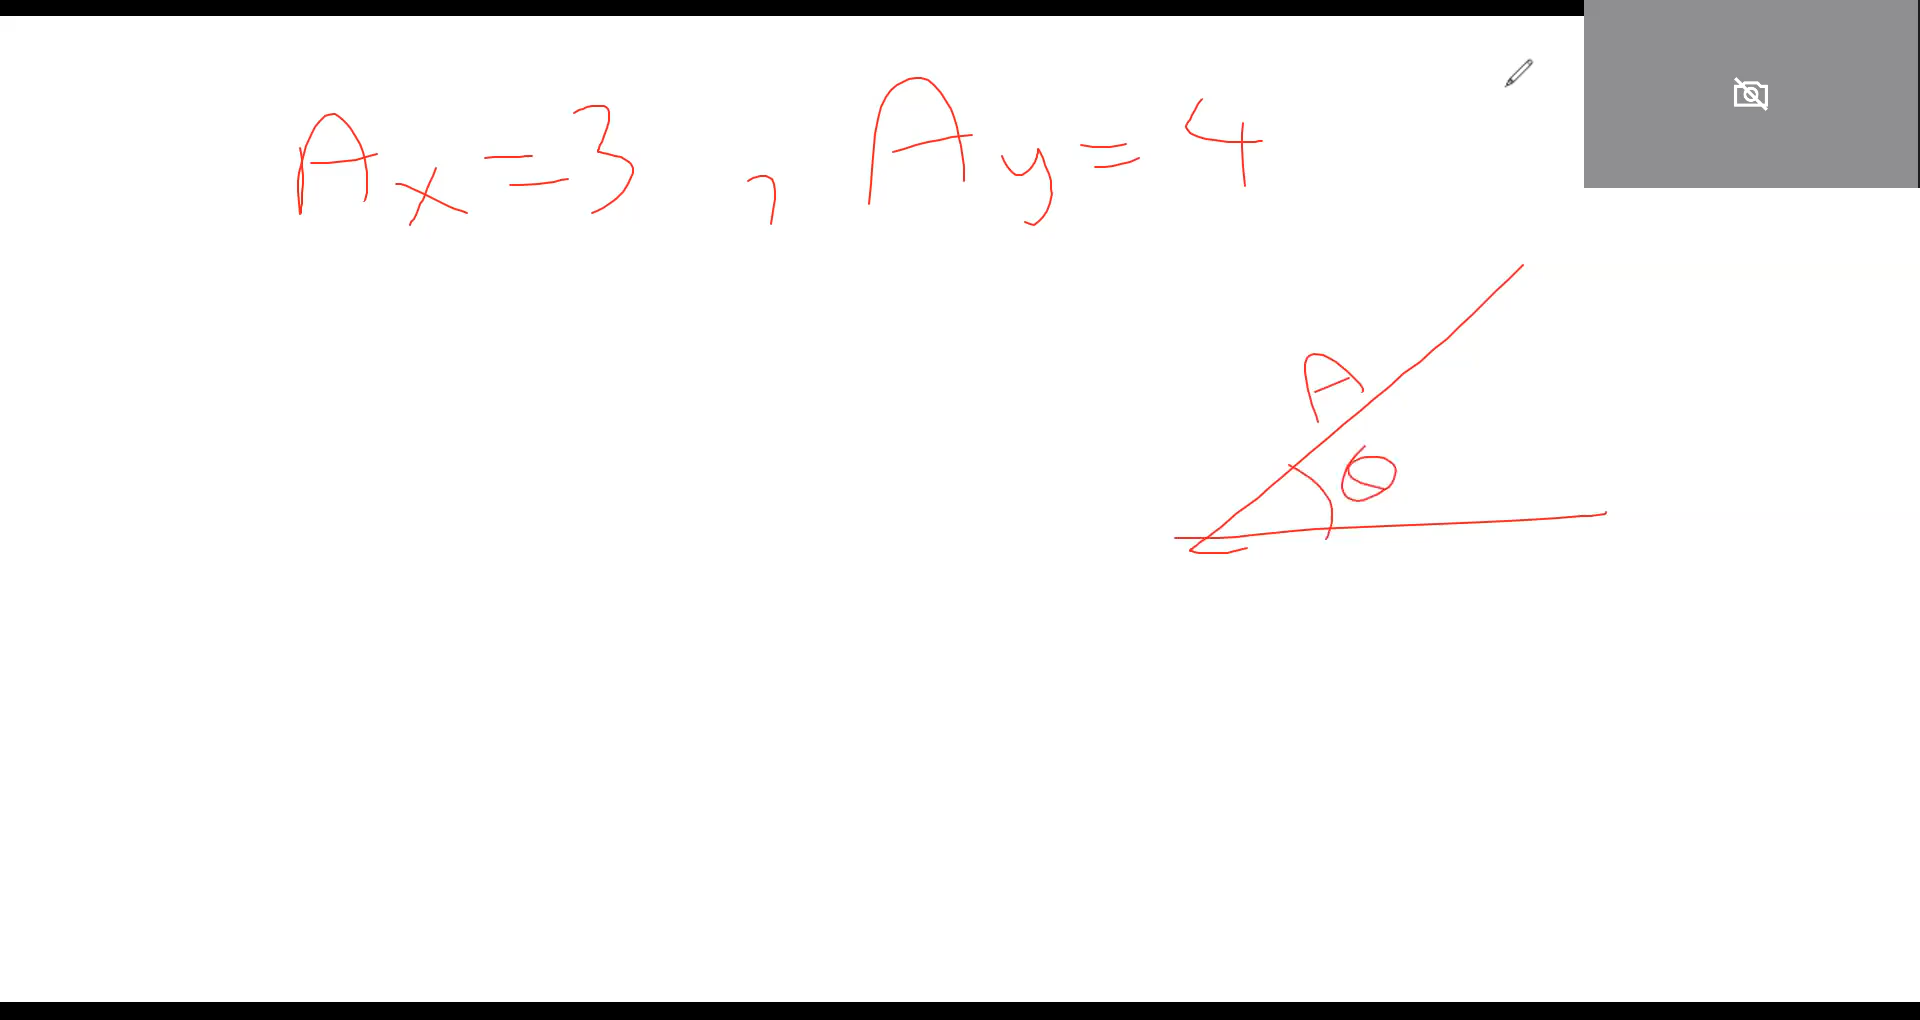 Ax = 3 , Ay = 4
A
θ